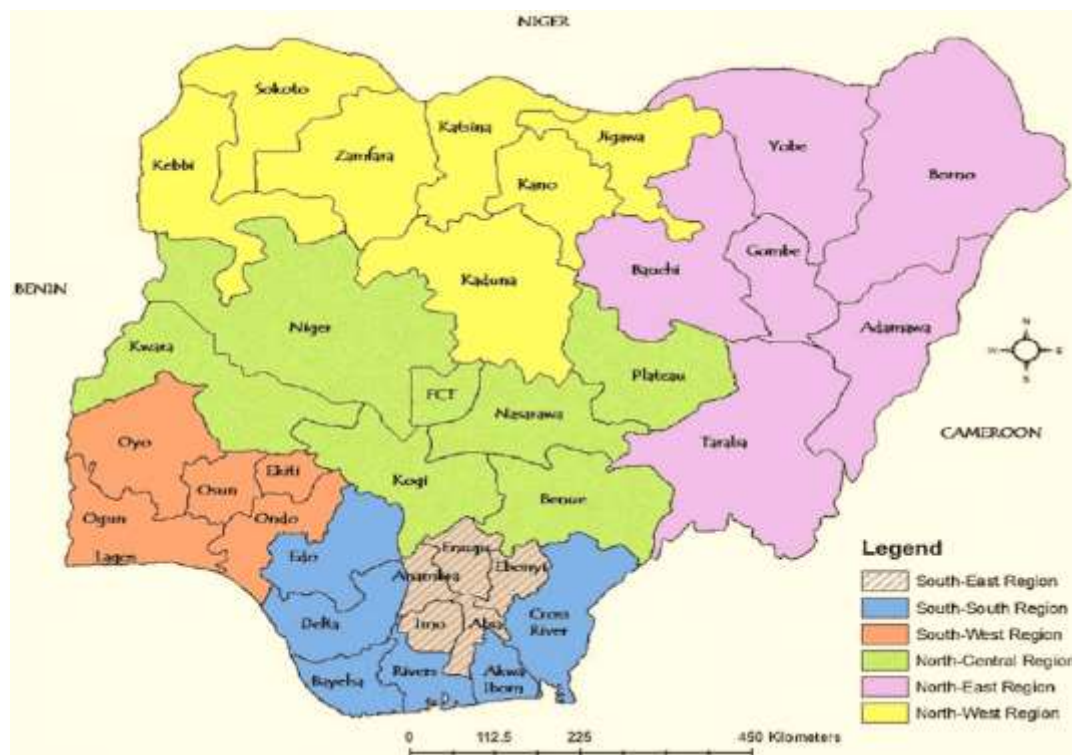 NIGER
Sokoto
Katsina
Jigawa
Kebbi
Zamfara
Kano
Yobe
Borno
Kaduna
Bauchi
Gombe
BENIN
Niger
Adamawa
Kwara
N
W
E
S
Plateau
FCT
Nasarawa
Oyo
Taraba
CAMEROON
Ekiti
Osun
Kogi
Benue
Ogun
Ondo
Lagos
Edo
Enugu
Ebonyi
Anambra
Delta
Imo
Abia
Cross
River
Bayelsa
Rivers
Akwa
Ibom
Legend
South-East Region
South-South Region
South-West Region
North-Central Region
North-East Region
North-West Region
0 112.5 225 450 Kilometers